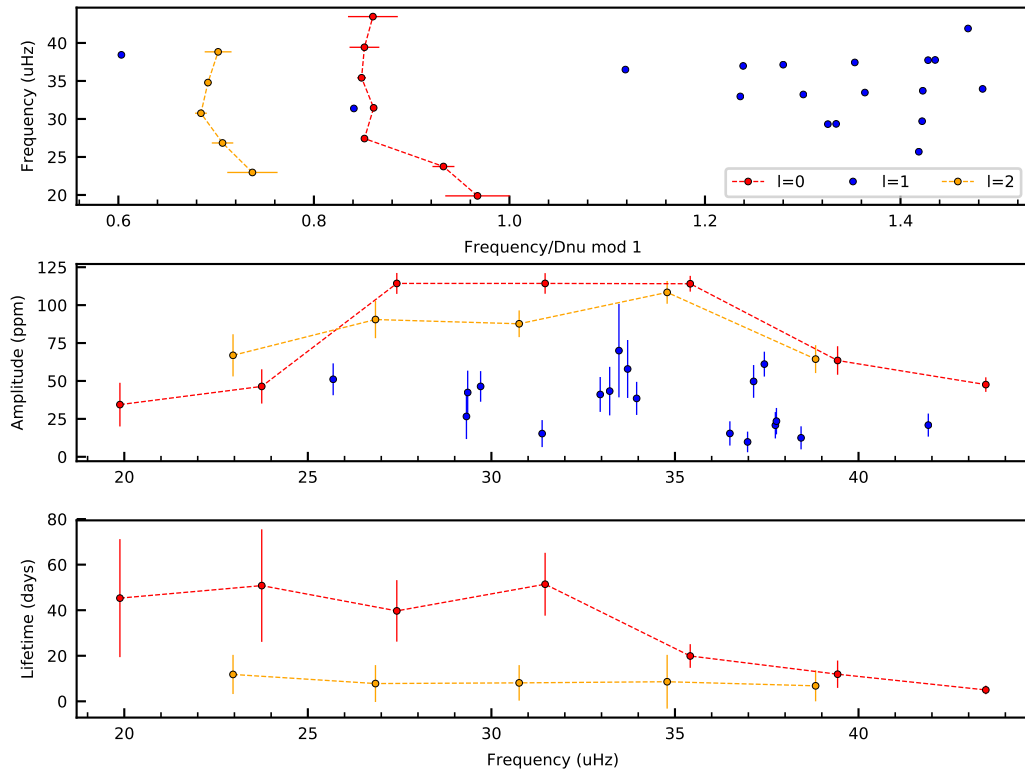 Frequency (uHz)
40
35
30
25
20
0.6 0.8 1.0 1.2 1.4
Frequency/Dnu mod 1
l=0 l=1 l=2
Amplitude (ppm)
125
100
75
50
25
0
20 25 30 35 40
Lifetime (days)
80
60
40
20
0
20 25 30 35 40
Frequency (uHz)